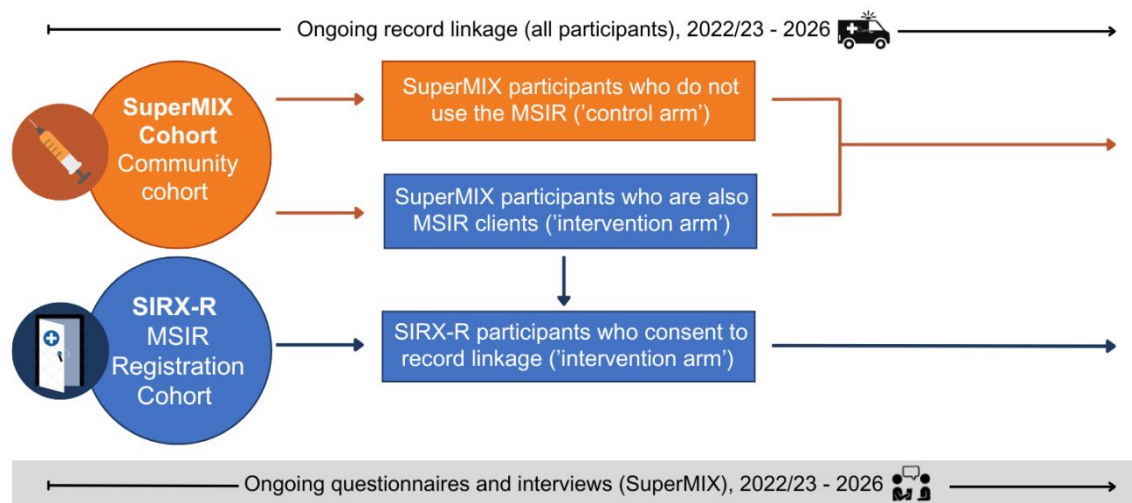 Ongoing record linkage (all participants), 2022/23 - 2026
SuperMIX
Cohort
Community
cohort
SuperMIX participants who do not
use the MSIR ('control arm')
SuperMIX participants who are also
MSIR clients ('intervention arm')
SIRX-R
MSIR
Registration
Cohort
SIRX-R participants who consent to
record linkage ('intervention arm')
Ongoing questionnaires and interviews (SuperMIX), 2022/23 - 2026